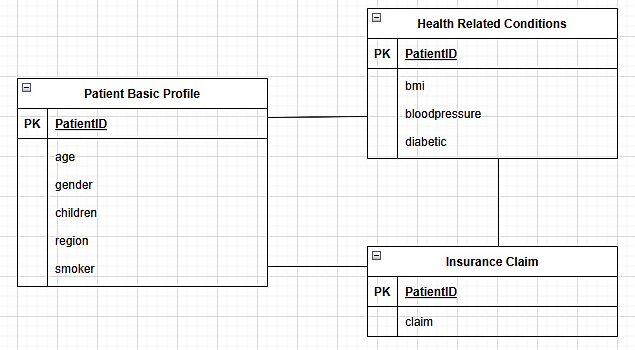 Health Related Conditions
PK PatientID
bmi
bloodpressure
diabetic
Patient Basic Profile
PK PatientID
age
gender
children
region
smoker
Insurance Claim
PK PatientID
claim